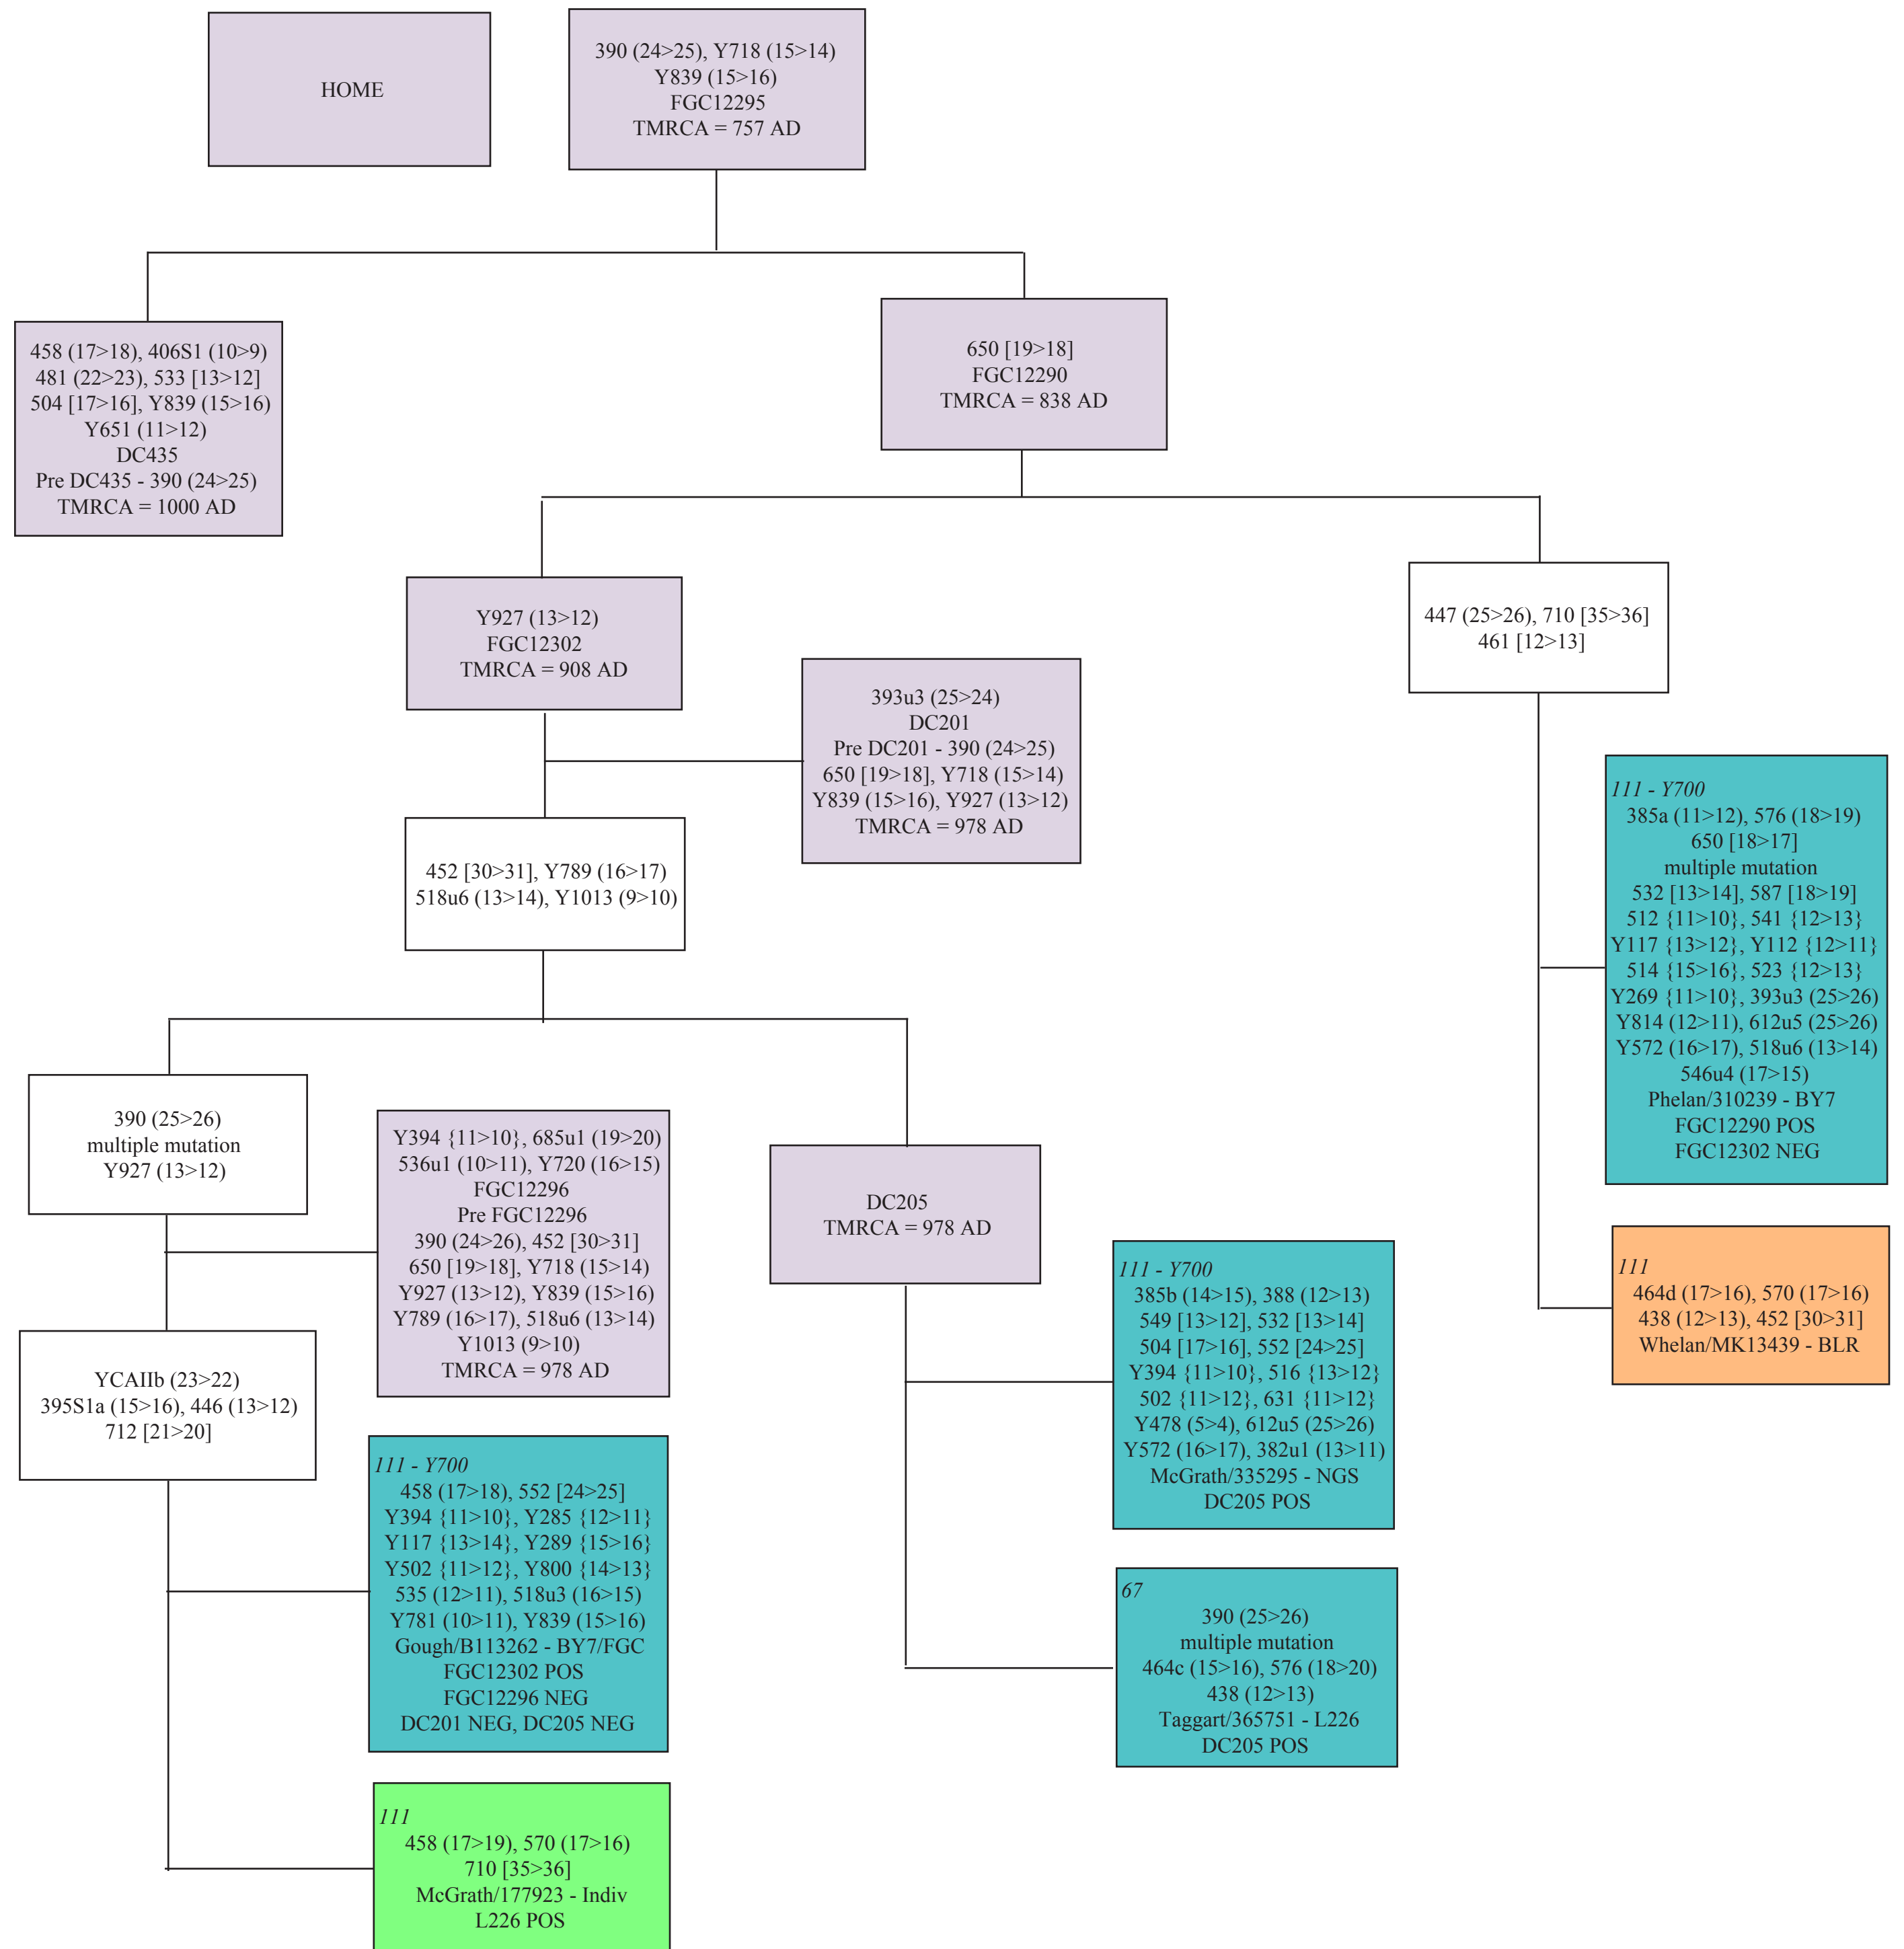 HOME
390 (24>25), Y718 (15>14)
Y839 (15>16)
FGC12295
TMRCA = 757 AD
458 (17>18), 406S1 (10>9)
481 (22>23), 533 [13>12]
504 [17>16], Y839 (15>16)
Y651 (11>12)
DC435
Pre DC435 - 390 (24>25)
TMRCA = 1000 AD
650 [19>18]
FGC12290
TMRCA = 838 AD
Y927 (13>12)
FGC12302
TMRCA = 908 AD
447 (25>26), 710 [35>36]
461 [12>13]
393u3 (25>24)
DC201
Pre DC201 - 390 (24>25)
650 [19>18], Y718 (15>14)
Y839 (15>16), Y927 (13>12)
TMRCA = 978 AD
452 [30>31], Y789 (16>17)
518u6 (13>14), Y1013 (9>10)
111 - Y700
385a (11>12), 576 (18>19)
650 [18>17]
multiple mutation
532 [13>14], 587 [18>19]
512 {11>10}, 541 {12>13}
Y117 {13>12}, Y112 {12>11}
514 {15>16}, 523 {12>13}
Y269 {11>10}, 393u3 (25>26)
Y814 (12>11), 612u5 (25>26)
Y572 (16>17), 518u6 (13>14)
546u4 (17>15)
Phelan/310239 - BY7
FGC12290 POS
FGC12302 NEG
390 (25>26)
multiple mutation
Y927 (13>12)
Y394 {11>10}, 685u1 (19>20)
536u1 (10>11), Y720 (16>15)
FGC12296
Pre FGC12296
390 (24>26), 452 [30>31]
650 [19>18], Y718 (15>14)
Y927 (13>12), Y839 (15>16)
Y789 (16>17), 518u6 (13>14)
Y1013 (9>10)
TMRCA = 978 AD
DC205
TMRCA = 978 AD
111 - Y700
385b (14>15), 388 (12>13)
549 [13>12], 532 [13>14]
504 [17>16], 552 [24>25]
Y394 {11>10}, 516 {13>12}
502 {11>12}, 631 {11>12}
Y478 (5>4), 612u5 (25>26)
Y572 (16>17), 382u1 (13>11)
McGrath/335295 - NGS
DC205 POS
111
464d (17>16), 570 (17>16)
438 (12>13), 452 [30>31]
Whelan/MK13439 - BLR
YCAIIb (23>22)
395S1a (15>16), 446 (13>12)
712 [21>20]
111 - Y700
458 (17>18), 552 [24>25]
Y394 {11>10}, Y285 {12>11}
Y117 {13>14}, Y289 {15>16}
Y502 {11>12}, Y800 {14>13}
535 (12>11), 518u3 (16>15)
Y781 (10>11), Y839 (15>16)
Gough/B113262 - BY7/FGC
FGC12302 POS
FGC12296 NEG
DC201 NEG, DC205 NEG
67
390 (25>26)
multiple mutation
464c (15>16), 576 (18>20)
438 (12>13)
Taggart/365751 - L226
DC205 POS
111
458 (17>19), 570 (17>16)
710 [35>36]
McGrath/177923 - Indiv
L226 POS